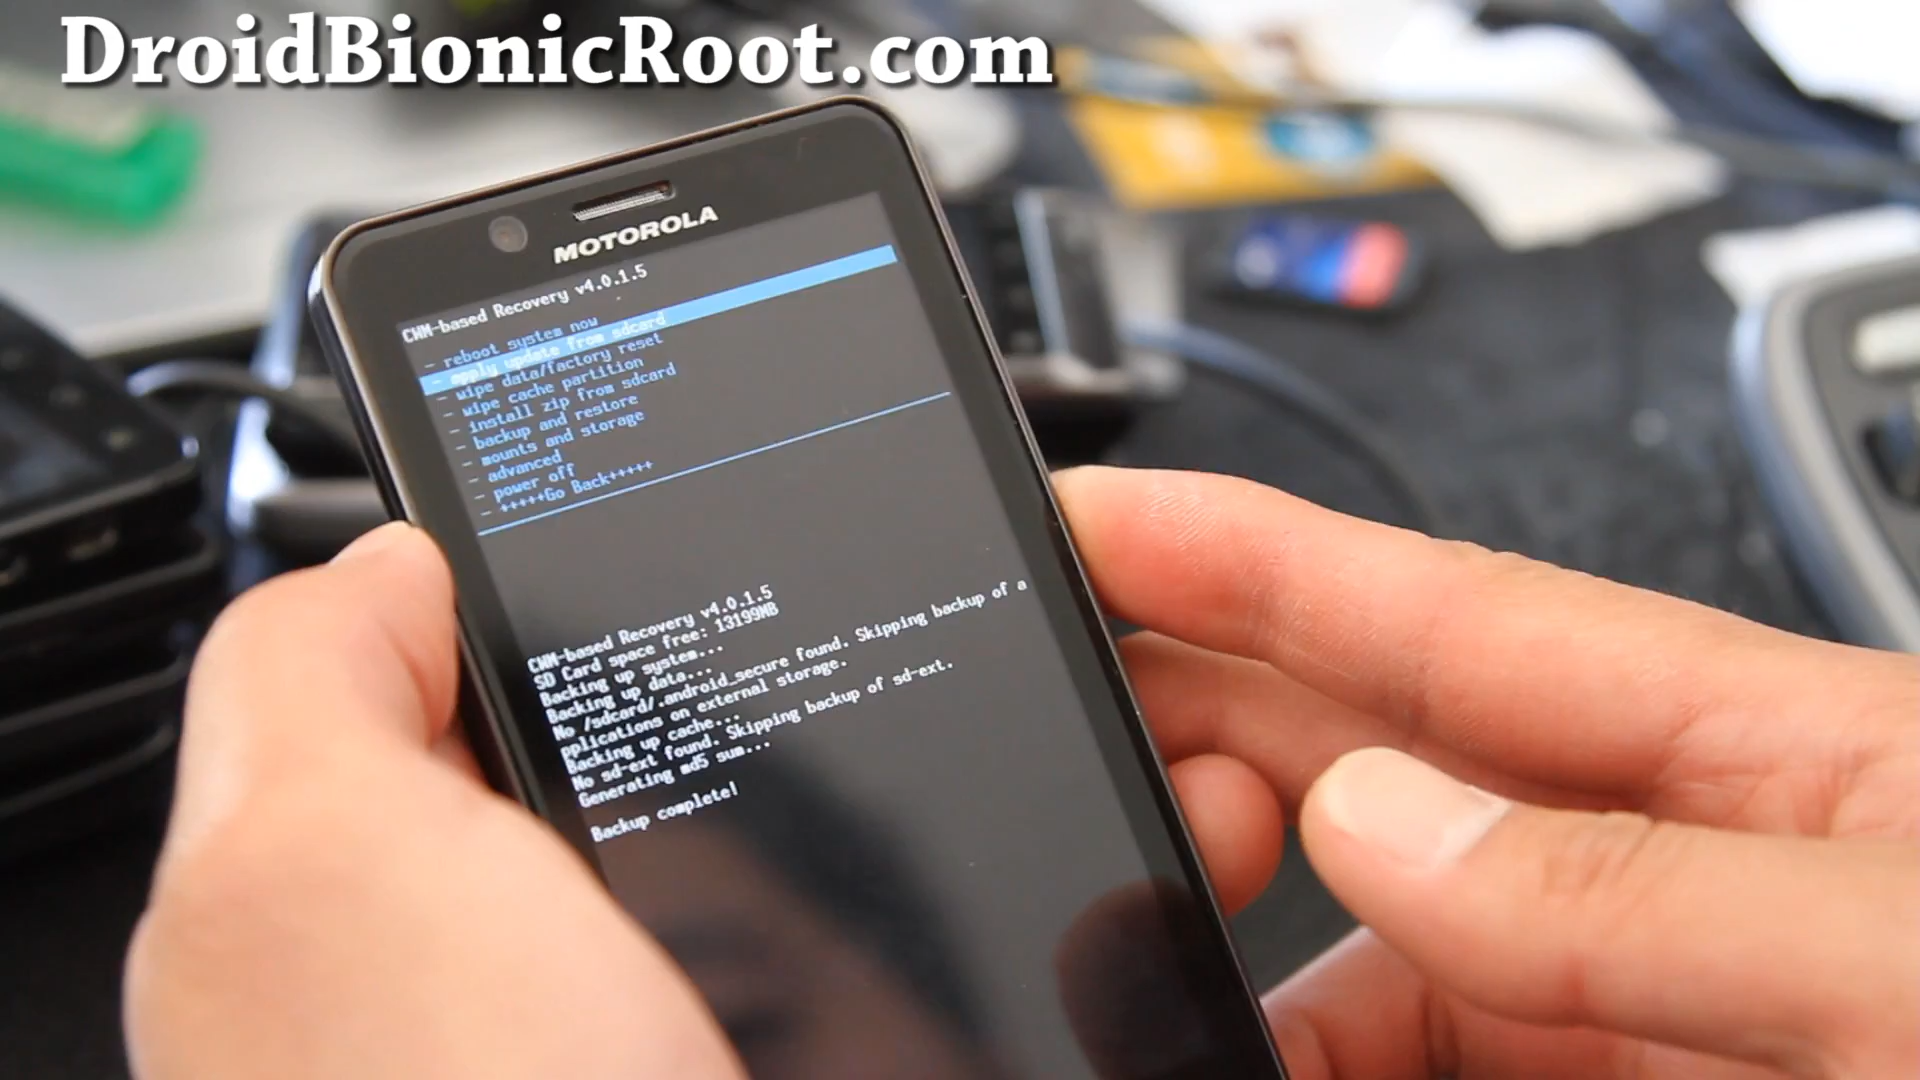 DroidBionicRoot.com
MOTOROLA
CWM-based Recovery v4.0.1.5
- reboot system now
- apply update from sdcard
- wipe data/factory reset
- wipe cache partition
- install zip from sdcard
- backup and restore
- mounts and storage
- advanced
- power off
- +++++Go Back+++++
CWM-based Recovery v4.0.1.5
SD Card space free: 13199MB
Backing up system...
Backing up data...
No /sdcard/.android_secure found. Skipping backup of a
pplications on external storage.
Backing up cache...
No sd-ext found. Skipping backup of sd-ext.
Generating md5 sum...
Backup complete!